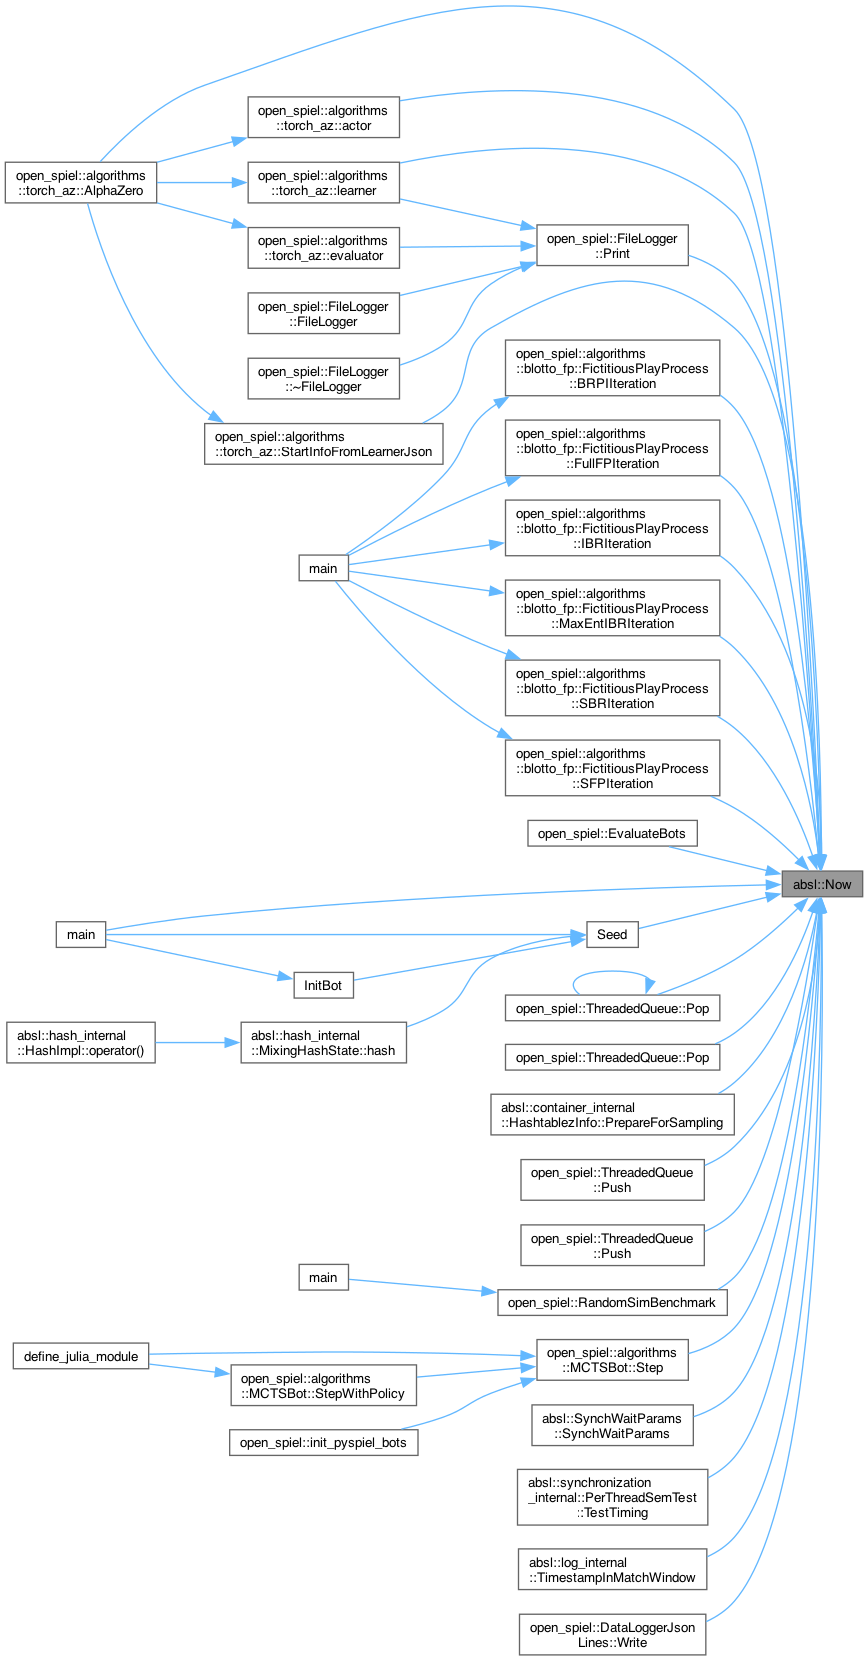 open_spiel::algorithms
::torch_az::actor
open_spiel::algorithms
::torch_az::AlphaZero
open_spiel::algorithms
::torch_az::learner
open_spiel::algorithms
::torch_az::evaluator
open_spiel::FileLogger
::Print
open_spiel::FileLogger
::FileLogger
open_spiel::FileLogger
::~FileLogger
open_spiel::algorithms
::torch_az::StartInfoFromLearnerJson
open_spiel::algorithms
::blotto_fp::FictitiousPlayProcess
::BRPIIteration
open_spiel::algorithms
::blotto_fp::FictitiousPlayProcess
::FullFPIteration
open_spiel::algorithms
::blotto_fp::FictitiousPlayProcess
::IBRIteration
main
open_spiel::algorithms
::blotto_fp::FictitiousPlayProcess
::MaxEntIBRIteration
open_spiel::algorithms
::blotto_fp::FictitiousPlayProcess
::SBRIteration
open_spiel::algorithms
::blotto_fp::FictitiousPlayProcess
::SFPIteration
open_spiel::EvaluateBots
absl::Now
main
Seed
InitBot
open_spiel::ThreadedQueue::Pop
absl::hash_internal
::HashImpl::operator()
absl::hash_internal
::MixingHashState::hash
open_spiel::ThreadedQueue::Pop
absl::container_internal
::HashtablezInfo::PrepareForSampling
open_spiel::ThreadedQueue
::Push
open_spiel::ThreadedQueue
::Push
main
open_spiel::RandomSimBenchmark
define_julia_module
open_spiel::algorithms
::MCTSBot::Step
open_spiel::algorithms
::MCTSBot::StepWithPolicy
open_spiel::init_pyspiel_bots
absl::SynchWaitParams
::SynchWaitParams
absl::synchronization
_internal::PerThreadSemTest
::TestTiming
absl::log_internal
::TimestampInMatchWindow
open_spiel::DataLoggerJson
Lines::Write